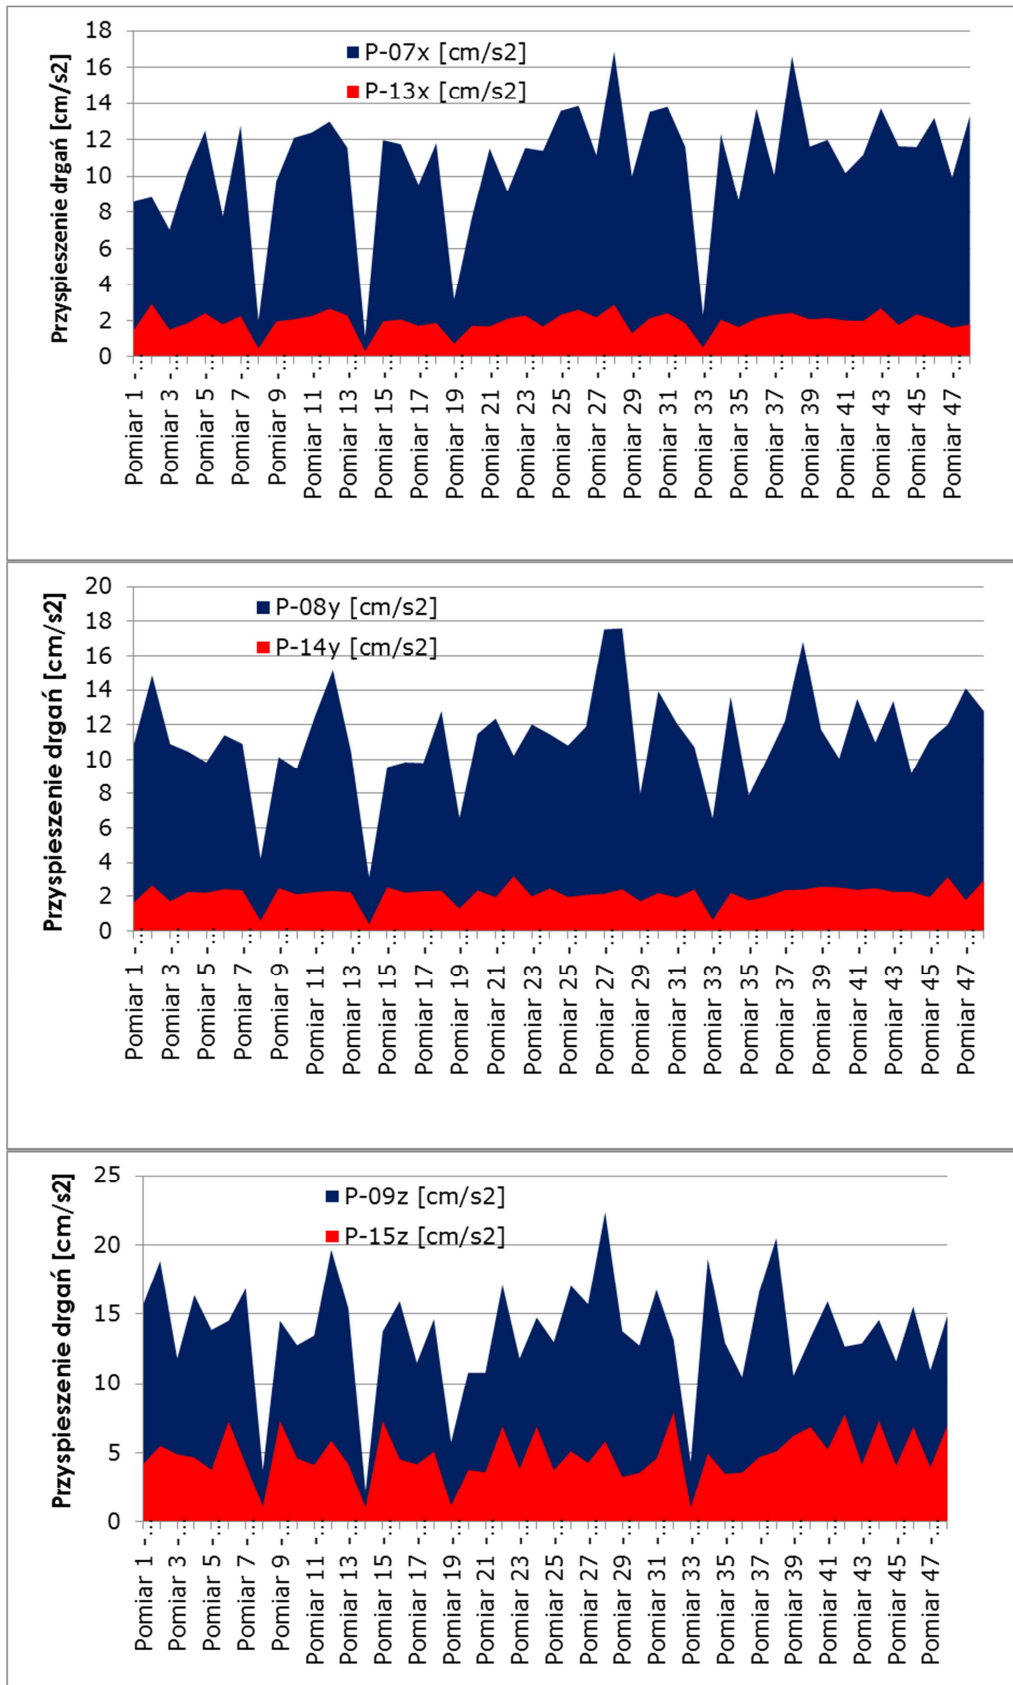 Przyspieszenie drgań [cm/s2]
18
16
14
12
10
8
6
4
2
0
P-07x [cm/s2]
P-13x [cm/s2]
Pomiar 1 -...
Pomiar 3 -...
Pomiar 5 -...
Pomiar 7 -...
Pomiar 9 -...
Pomiar 11 -...
Pomiar 13 -...
Pomiar 15 -...
Pomiar 17 -...
Pomiar 19 -...
Pomiar 21 -...
Pomiar 23 -...
Pomiar 25 -...
Pomiar 27 -...
Pomiar 29 -...
Pomiar 31 -...
Pomiar 33 -...
Pomiar 35 -...
Pomiar 37 -...
Pomiar 39 -...
Pomiar 41 -...
Pomiar 43 -...
Pomiar 45 -...
Pomiar 47 -...
Przyspieszenie drgań [cm/s2]
20
18
16
14
12
10
8
6
4
2
0
P-08y [cm/s2]
P-14y [cm/s2]
Pomiar 1 -...
Pomiar 3 -...
Pomiar 5 -...
Pomiar 7 -...
Pomiar 9 -...
Pomiar 11 -...
Pomiar 13 -...
Pomiar 15 -...
Pomiar 17 -...
Pomiar 19 -...
Pomiar 21 -...
Pomiar 23 -...
Pomiar 25 -...
Pomiar 27 -...
Pomiar 29 -...
Pomiar 31 -...
Pomiar 33 -...
Pomiar 35 -...
Pomiar 37 -...
Pomiar 39 -...
Pomiar 41 -...
Pomiar 43 -...
Pomiar 45 -...
Pomiar 47 -...
Przyspieszenie drgań [cm/s2]
25
20
15
10
5
0
P-09z [cm/s2]
P-15z [cm/s2]
Pomiar 1 -...
Pomiar 3 -...
Pomiar 5 -...
Pomiar 7 -...
Pomiar 9 -...
Pomiar 11 -...
Pomiar 13 -...
Pomiar 15 -...
Pomiar 17 -...
Pomiar 19 -...
Pomiar 21 -...
Pomiar 23 -...
Pomiar 25 -...
Pomiar 27 -...
Pomiar 29 -...
Pomiar 31 -...
Pomiar 33 -...
Pomiar 35 -...
Pomiar 37 -...
Pomiar 39 -...
Pomiar 41 -...
Pomiar 43 -...
Pomiar 45 -...
Pomiar 47 -...